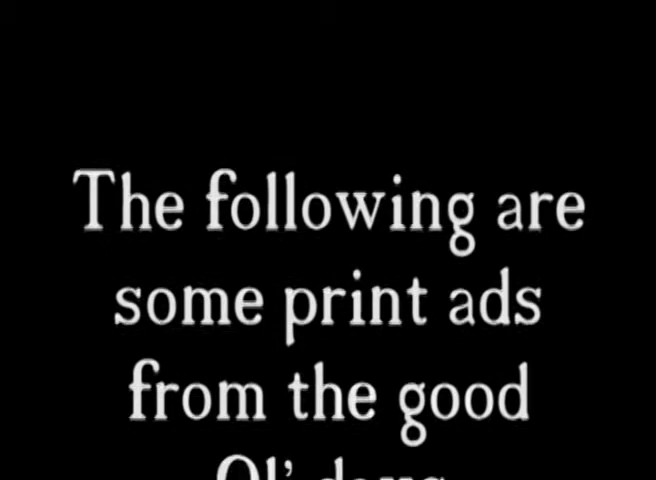 The following are
some print ads
from the good
Ol' days